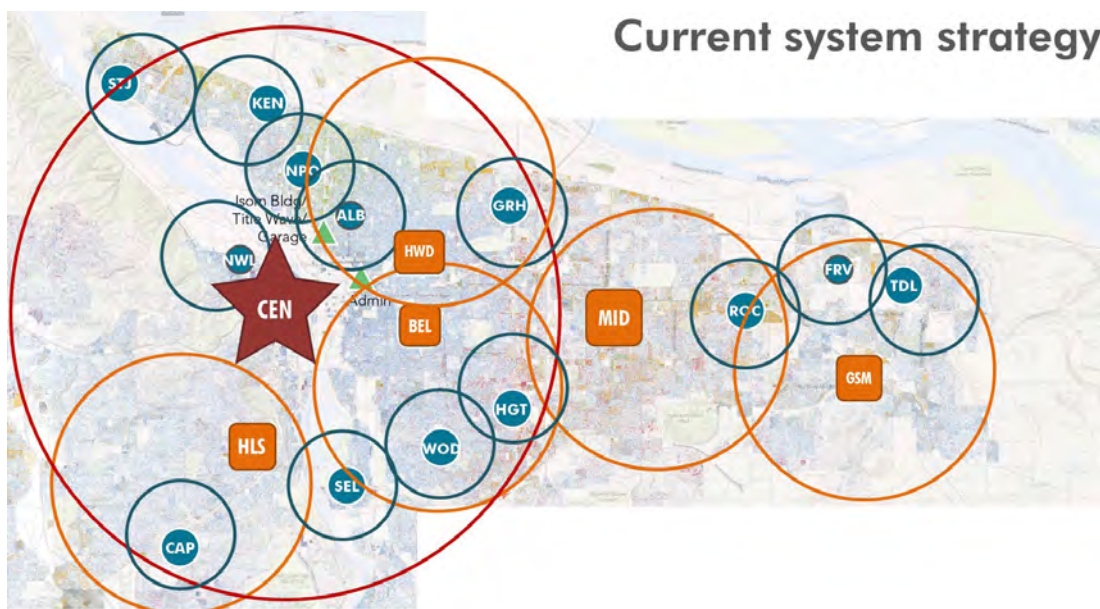 Current system strategy
STJ
KEN
NPO
Isom Bldg/
Title Wave/
Garage
ALB
GRH
NWL
HWD
FRV
TDL
CEN
Admin
BEL
MID
ROC
GSM
HGT
HLS
WOD
SEL
CAP